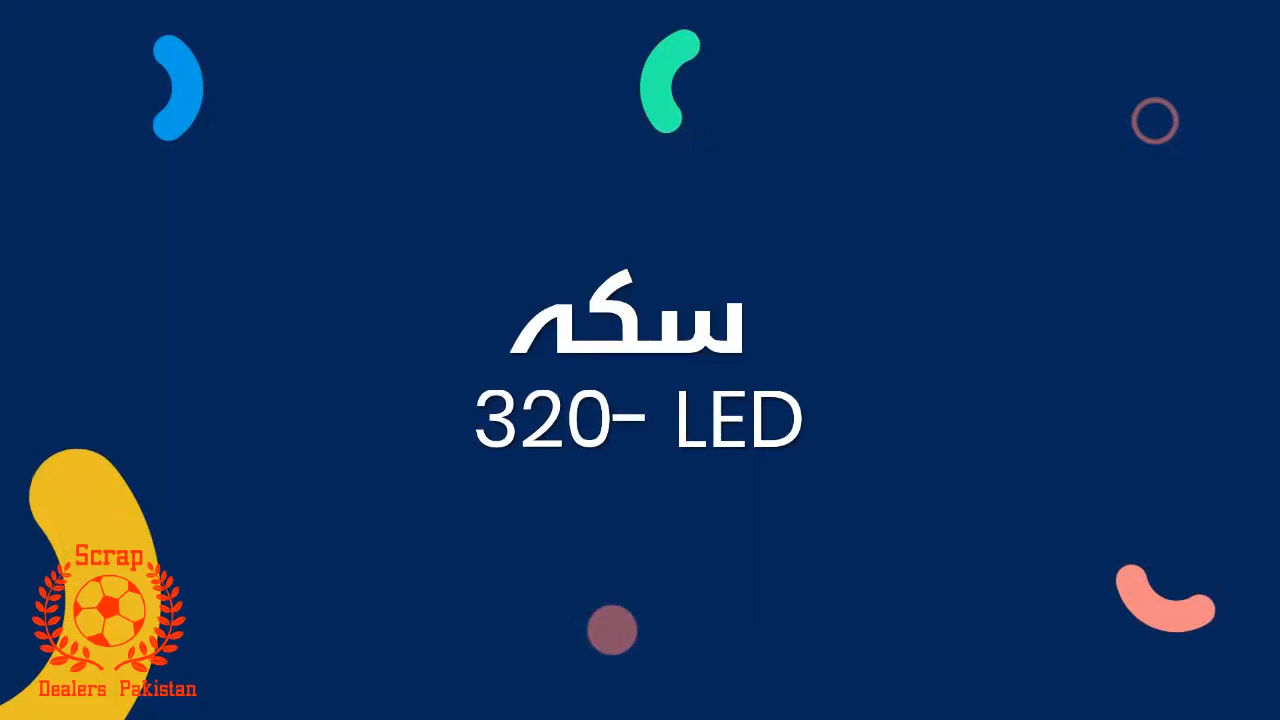 سکہ
320- LED
Scrap
Dealers Pakistan